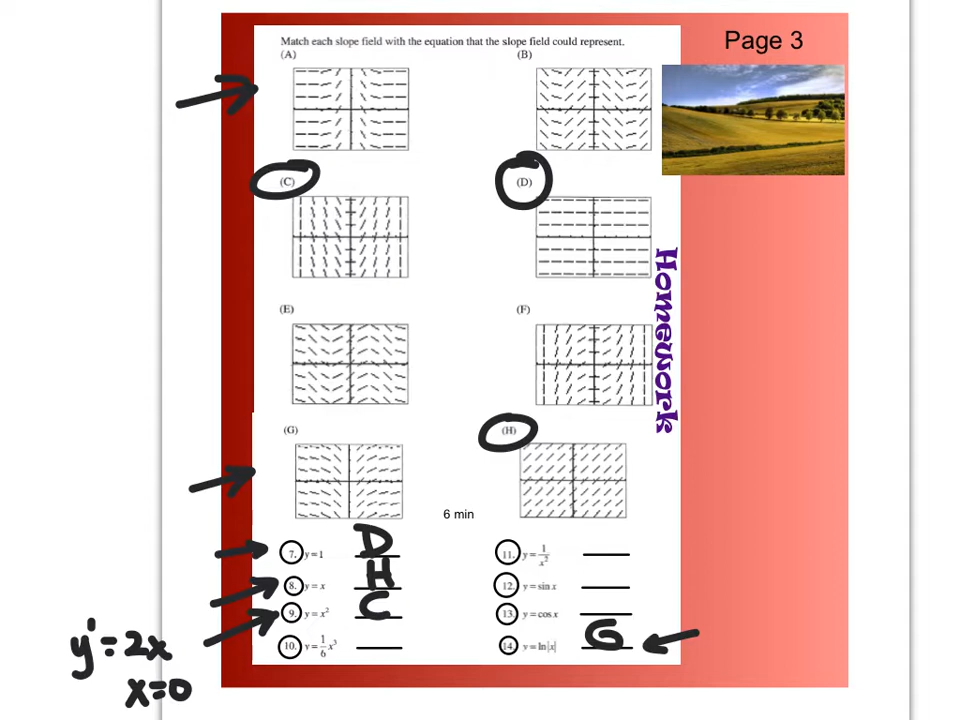 Page 3
Match each slope field with the equation that the slope field could represent.
(A)
(B)
(C)
(D)
(E)
(F)
Homework
(G)
(H)
6 min
7. y = 1 D
8. y = x H
9. y = x² C
10. y = 1/6 x³
11. y = 1/x²
12. y = sin x
13. y = cos x
14. y = ln|x| G
y' = 2x
x = 0